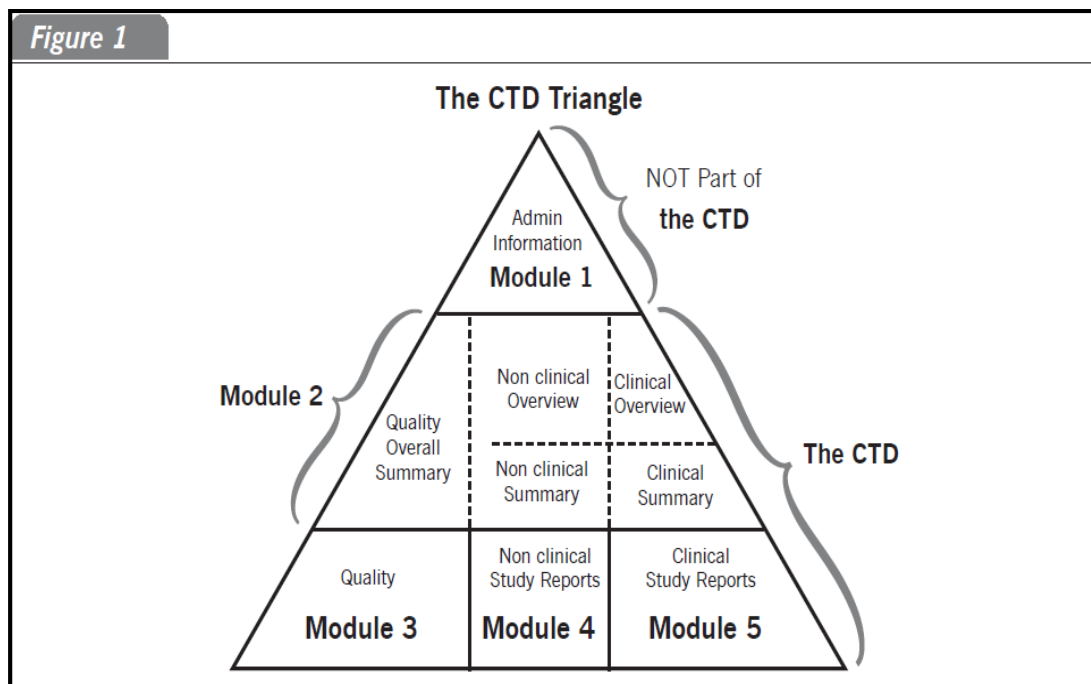 Figure 1
The CTD Triangle
NOT Part of
the CTD
Admin
Information
Module 1
Module 2
Quality
Overall
Summary
Non clinical
Overview
Clinical
Overview
Non clinical
Summary
Clinical
Summary
The CTD
Quality
Module 3
Non clinical
Study Reports
Module 4
Clinical
Study Reports
Module 5